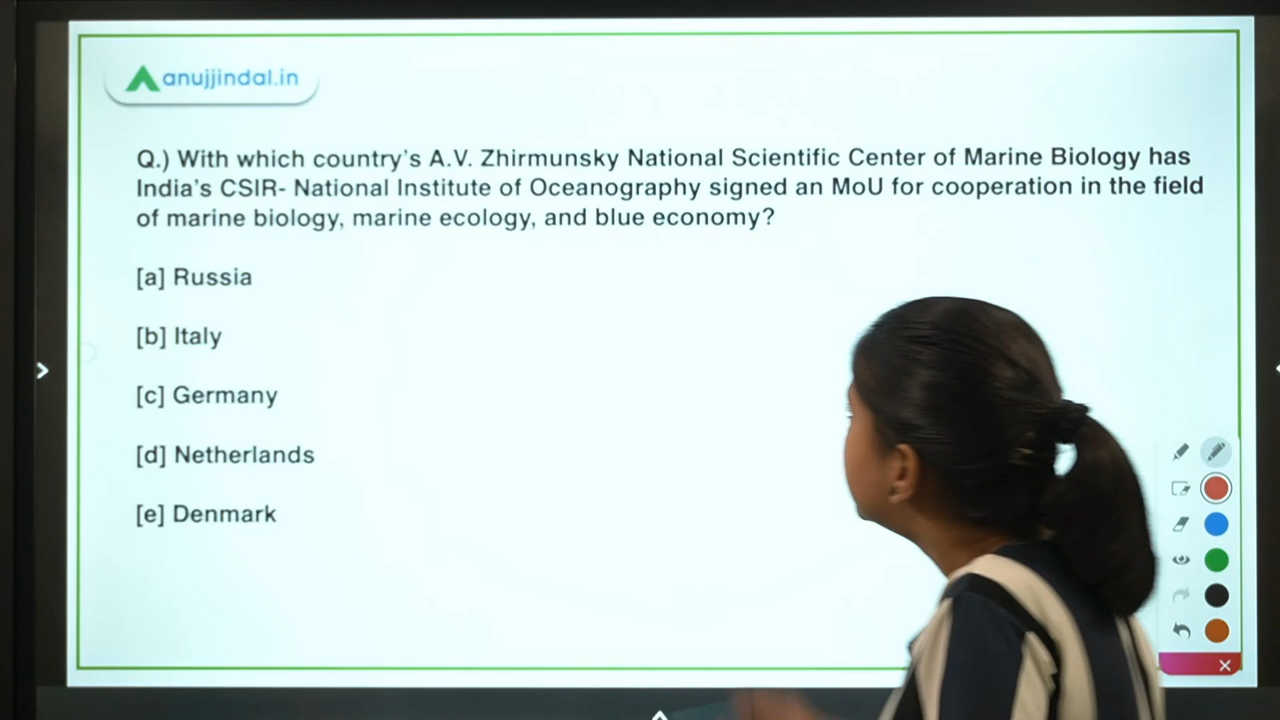 anujjindal.in
Q.) With which country's A.V. Zhirmunsky National Scientific Center of Marine Biology has
India's CSIR- National Institute of Oceanography signed an MoU for cooperation in the field
of marine biology, marine ecology, and blue economy?
[a] Russia
[b] Italy
[c] Germany
[d] Netherlands
[e] Denmark